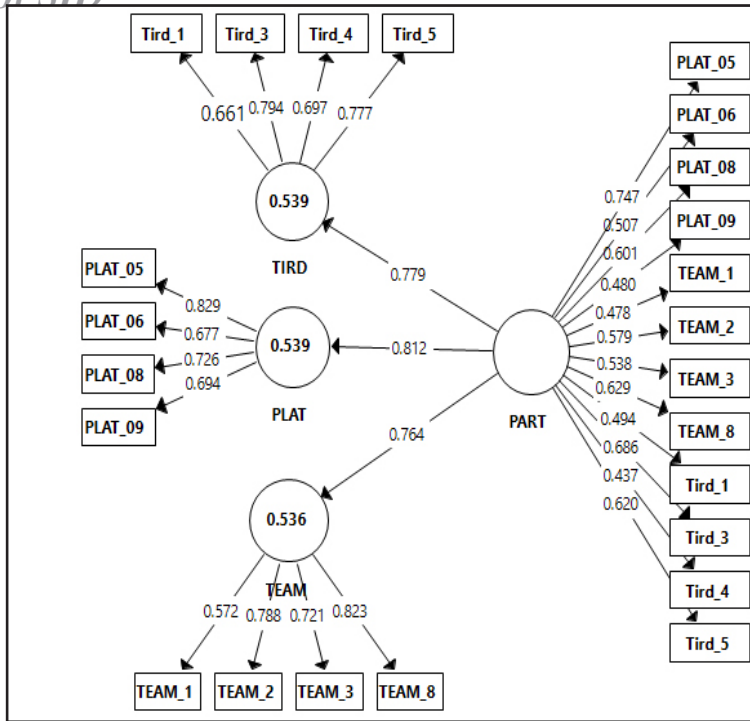 Tird_1 Tird_3 Tird_4 Tird_5
0.661 0.794 0.697 0.777
0.539
TIRD
PLAT_05
PLAT_06
PLAT_08
PLAT_09
0.829
0.677
0.726
0.694
0.539
PLAT
0.779
0.812
0.764
PART
0.536
TEAM
0.572 0.788 0.721 0.823
TEAM_1 TEAM_2 TEAM_3 TEAM_8
0.747
0.507
0.601
0.480
0.478
0.579
0.538
0.629
0.494
0.686
0.437
0.620
PLAT_05
PLAT_06
PLAT_08
PLAT_09
TEAM_1
TEAM_2
TEAM_3
TEAM_8
Tird_1
Tird_3
Tird_4
Tird_5